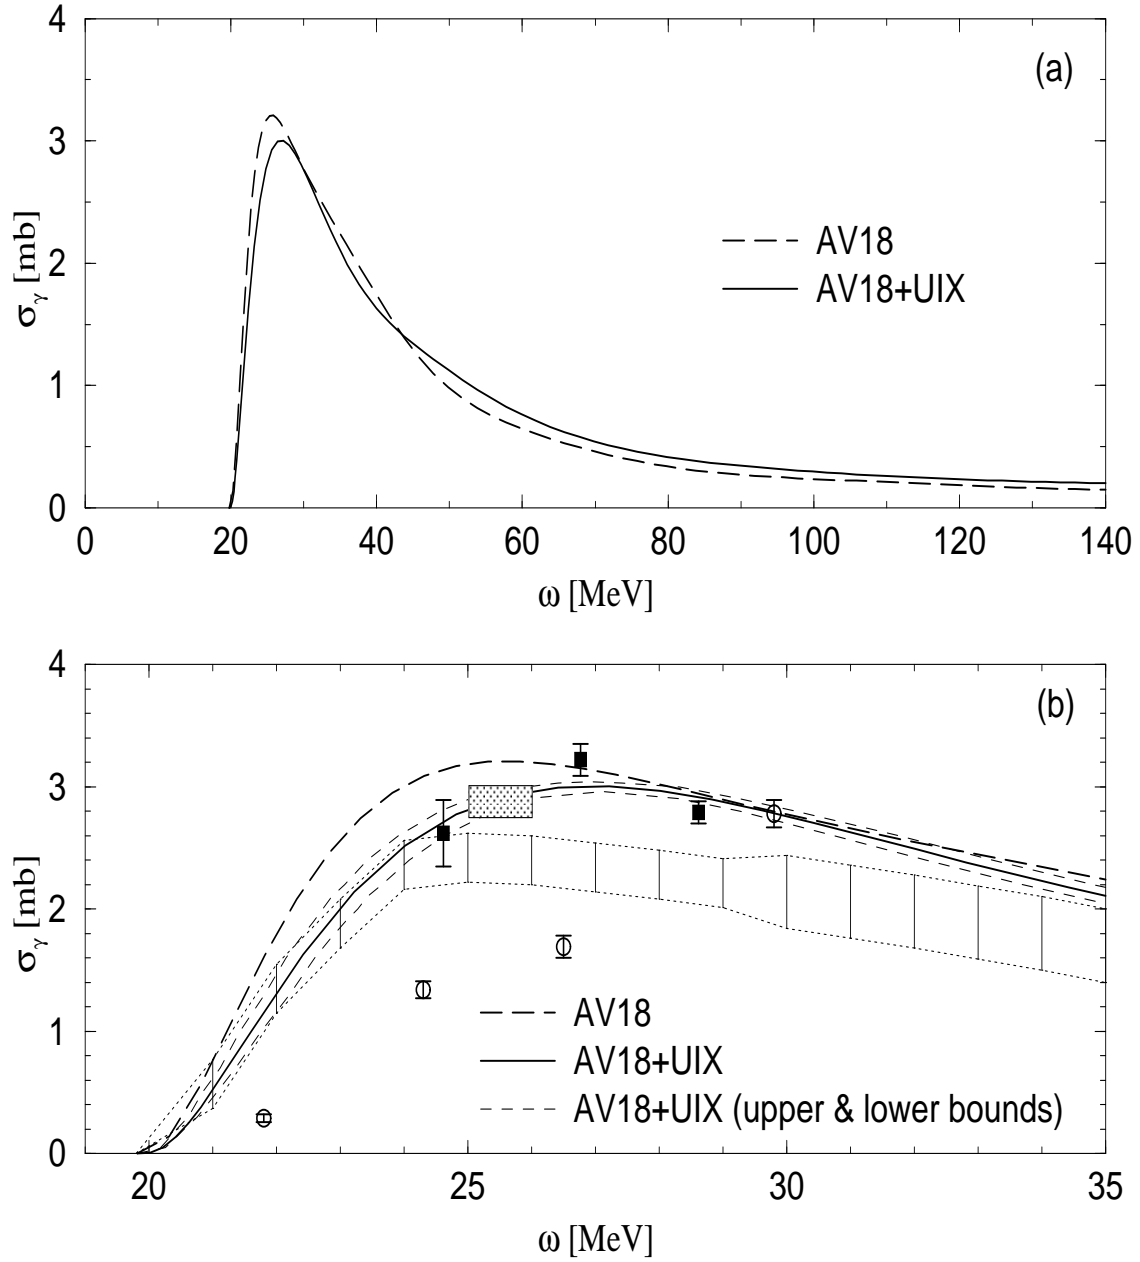 4
(a)
3
2
1
0
σγ [mb]
AV18
AV18+UIX
0 20 40 60 80 100 120 140
ω [MeV]
4
(b)
3
2
1
0
σγ [mb]
AV18
AV18+UIX
AV18+UIX (upper & lower bounds)
20 25 30 35
ω [MeV]